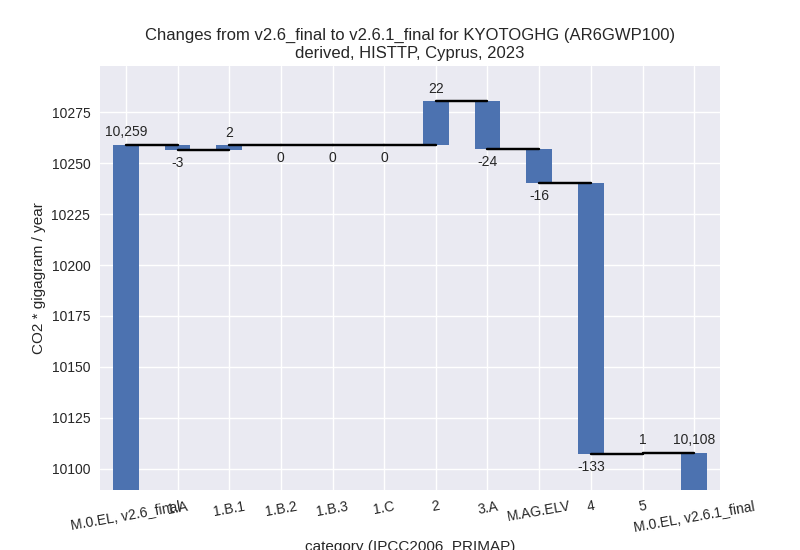 Changes from v2.6_final to v2.6.1_final for KYOTOGHG (AR6GWP100)
derived, HISTTP, Cyprus, 2023
CO2 * gigagram / year
10275
10250
10225
10200
10175
10150
10125
10100
10,259
-3
2
0
0
0
22
-24
-16
-133
1
10,108
M.0.EL, v2.6_final
1.A
1.B.1
1.B.2
1.B.3
1.C
2
3.A
M.AG.ELV
4
5
M.0.EL, v2.6.1_final
category (IPCC2006_PRIMAP)